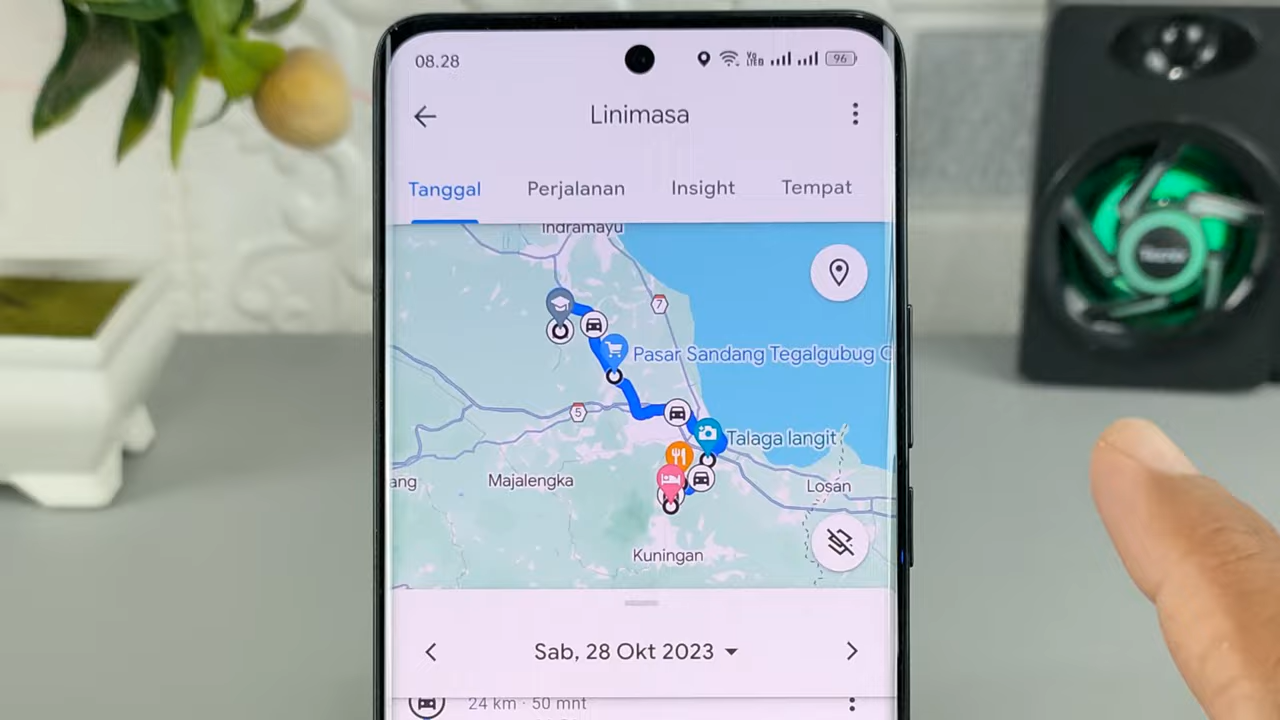 08.28
96
Linimasa
Tanggal Perjalanan Insight Tempat
Indramayu
7
Pasar Sandang Tegalgubug C
5
Talaga langit
ang
Majalengka
Losan
Kuningan
Sab, 28 Okt 2023
24 km · 50 mnt